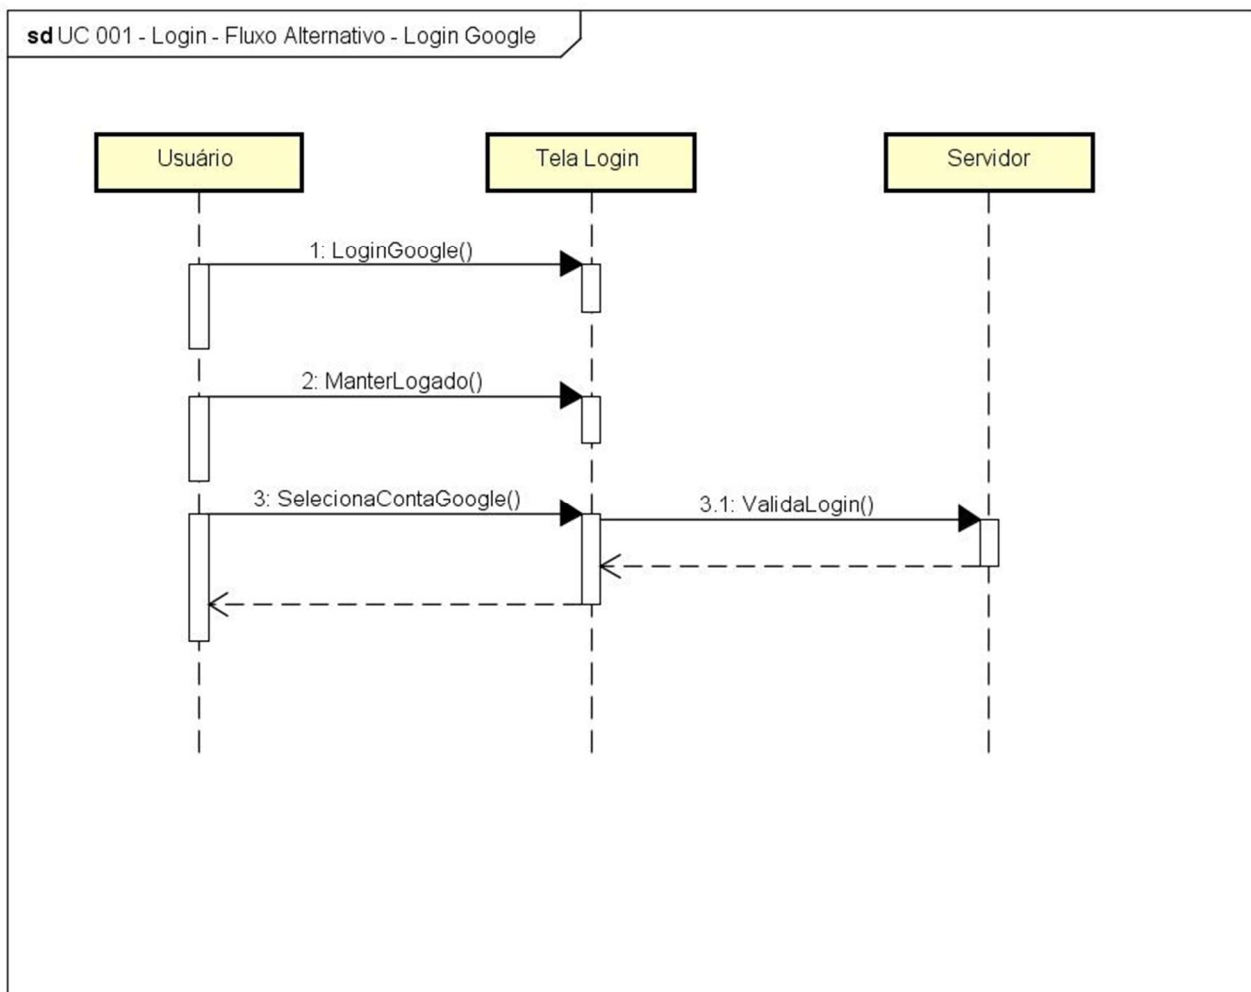 sd UC 001 - Login - Fluxo Alternativo - Login Google
Usuário
Tela Login
Servidor
1: LoginGoogle()
2: ManterLogado()
3: SelecionaContaGoogle()
3.1: ValidaLogin()